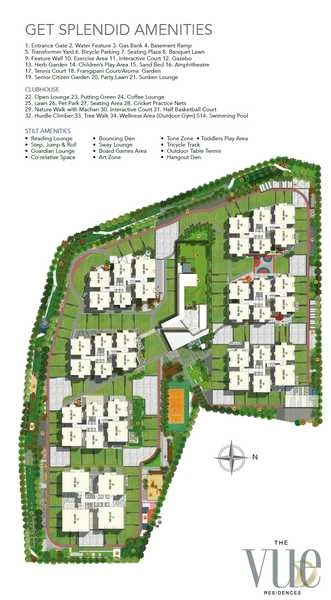 GET SPLENDID AMENITIES
1. Entrance Gate 2. Water Feature 3. Gas Bank 4. Basement Ramp
5. Transformer Yard 6. Bicycle Parking 7. Seating Plaza 8. Banquet Lawn
9. Feature Wall 10. Exercise Area 11. Interactive Court 12. Gazebo
13. Herb Garden 14. Children's Play Area 15. Sand Bed 16. Amphitheatre
17. Tennis Court 18. Frangipani Court/Aroma Garden
19. Senior Citizen Garden 20. Party Lawn 21. Sunken Lounge
CLUBHOUSE
22. Open Lounge 23. Putting Green 24. Coffee Lounge
25. Lawn 26. Pet Park 27. Seating Area 28. Cricket Practice Nets
29. Nature Walk with Machan 30. Interactive Court 31. Half Basketball Court
32. Hurdle Climber 33. Tree Walk 34. Wellness Area (Outdoor Gym) S14. Swimming Pool
STILT AMENITIES
• Reading Lounge • Bouncing Den • Tone Zone • Toddlers Play Area
• Step, Jump & Roll • Sway Lounge • Tricycle Track
• Guardian Lounge • Board Games Area • Outdoor Table Tennis
• Co-relative Space • Art Zone • Hangout Den
N
THE
VUE
RESIDENCES